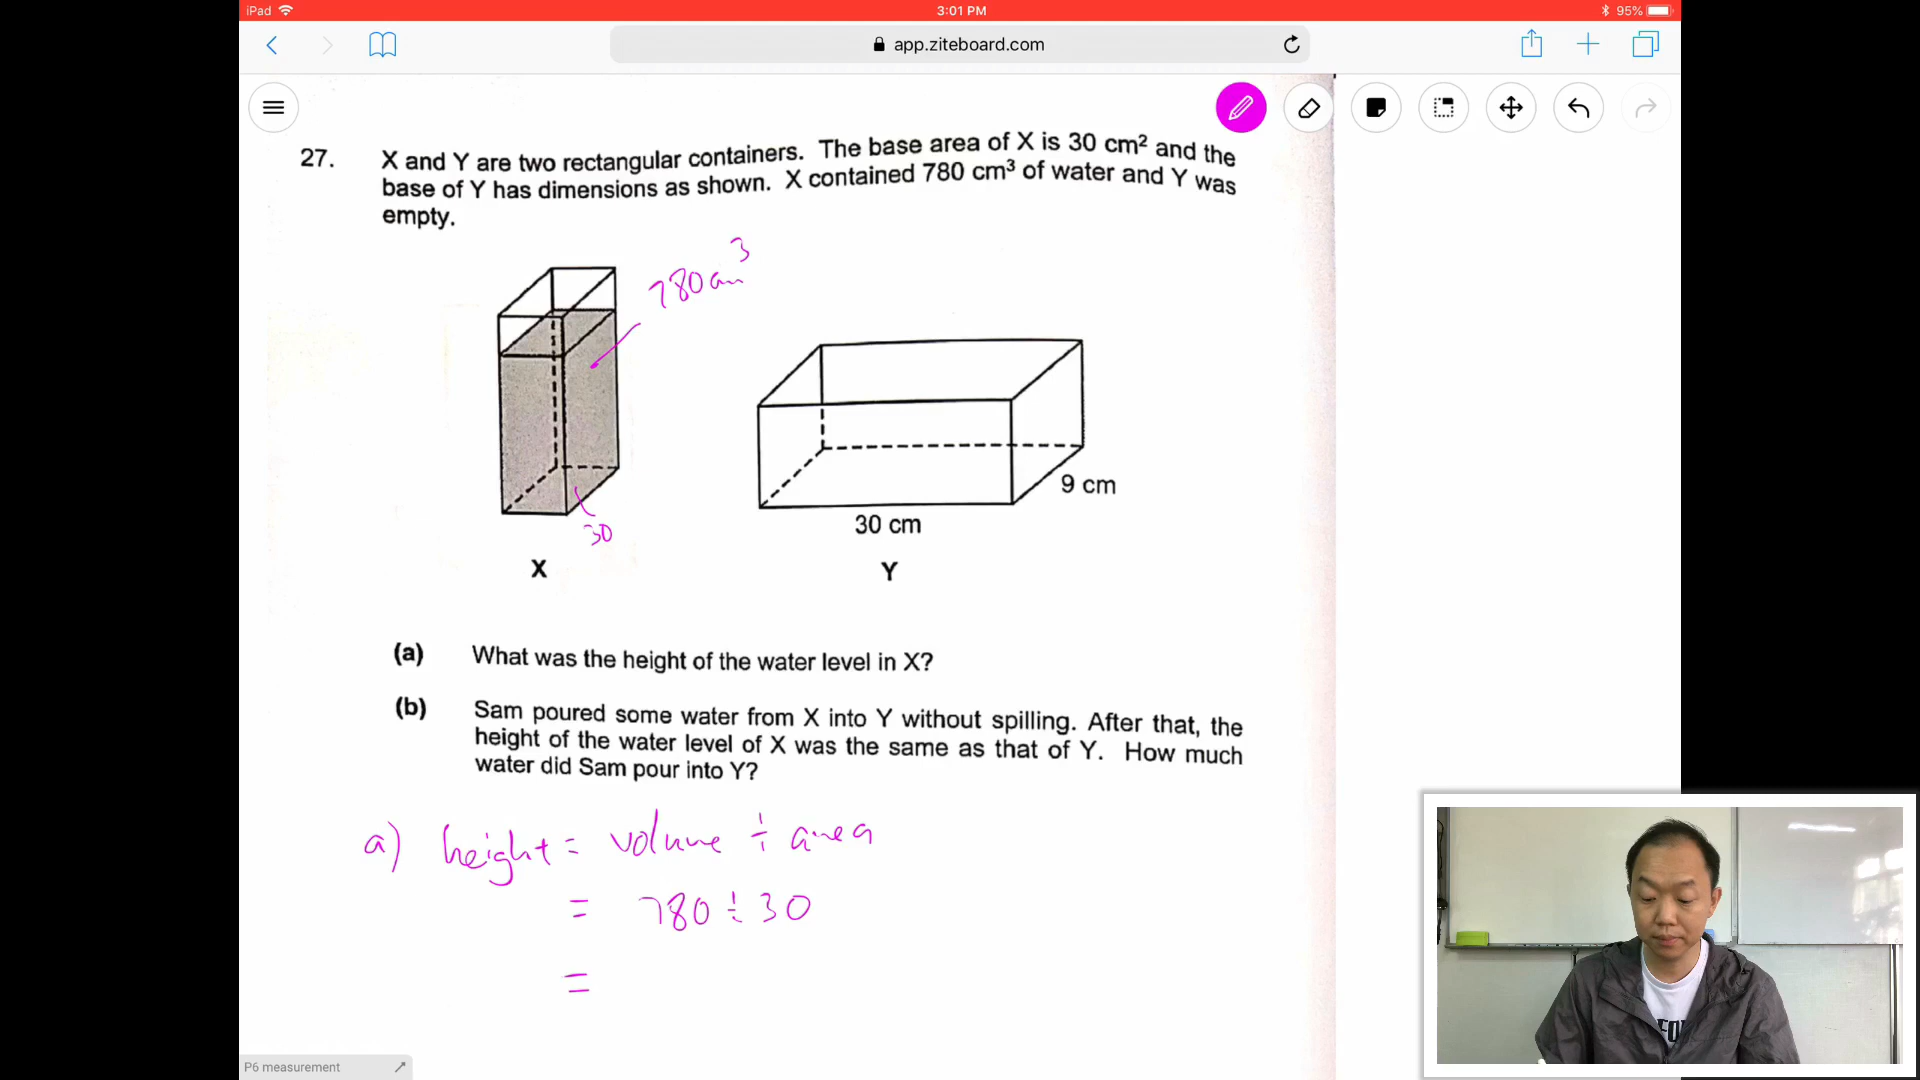 iPad
3:01 PM
95%
app.ziteboard.com
27. X and Y are two rectangular containers. The base area of X is 30 cm² and the
base of Y has dimensions as shown. X contained 780 cm³ of water and Y was
empty.
780 cm³
30
9 cm
30 cm
X
Y
(a) What was the height of the water level in X?
(b) Sam poured some water from X into Y without spilling. After that, the
height of the water level of X was the same as that of Y. How much
water did Sam pour into Y?
a) height = volume ÷ area
= 780 ÷ 30
=
P6 measurement